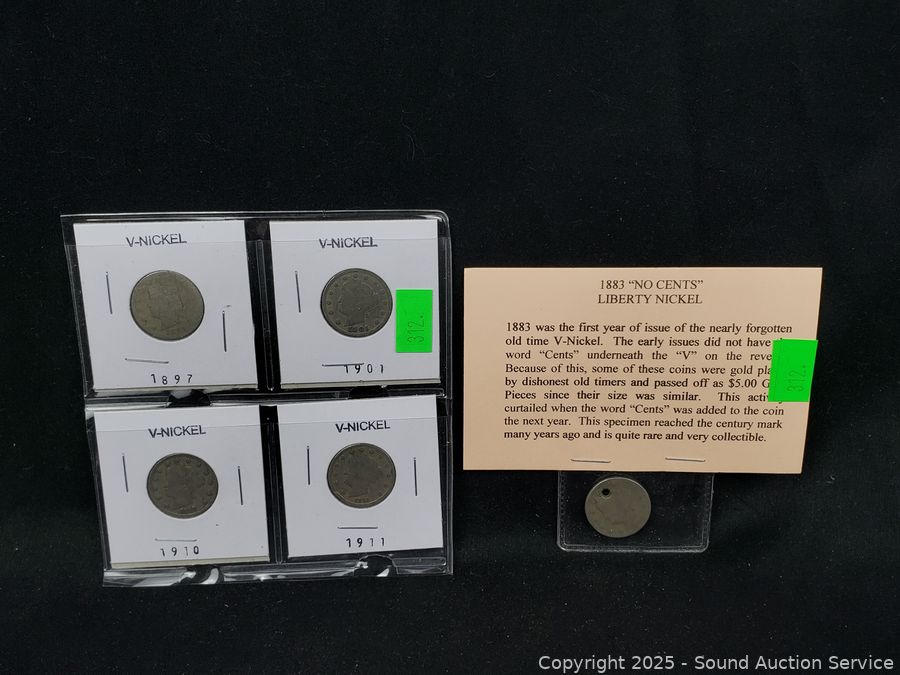 V-NICKEL
1897
V-NICKEL
1901
312.
V-NICKEL
1910
V-NICKEL
1911
1883 "NO CENTS"
LIBERTY NICKEL
1883 was the first year of issue of the nearly forgotten
old time V-Nickel. The early issues did not have
word "Cents" underneath the "V" on the
Because of this, some of these coins were gold
by dishonest old timers and passed off as $5.00
Pieces since their size was similar. This
curtailed when the word "Cents" was added to the coin
the next year. This specimen reached the century mark
many years ago and is quite rare and very collectible.
312.
Copyright © 2025 - Sound Auction Service